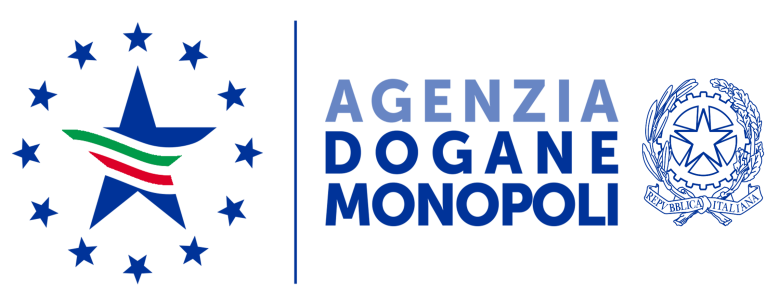 AGENZIA
DOGANE
MONOPOLI
REPVBBLICA ITALIANA